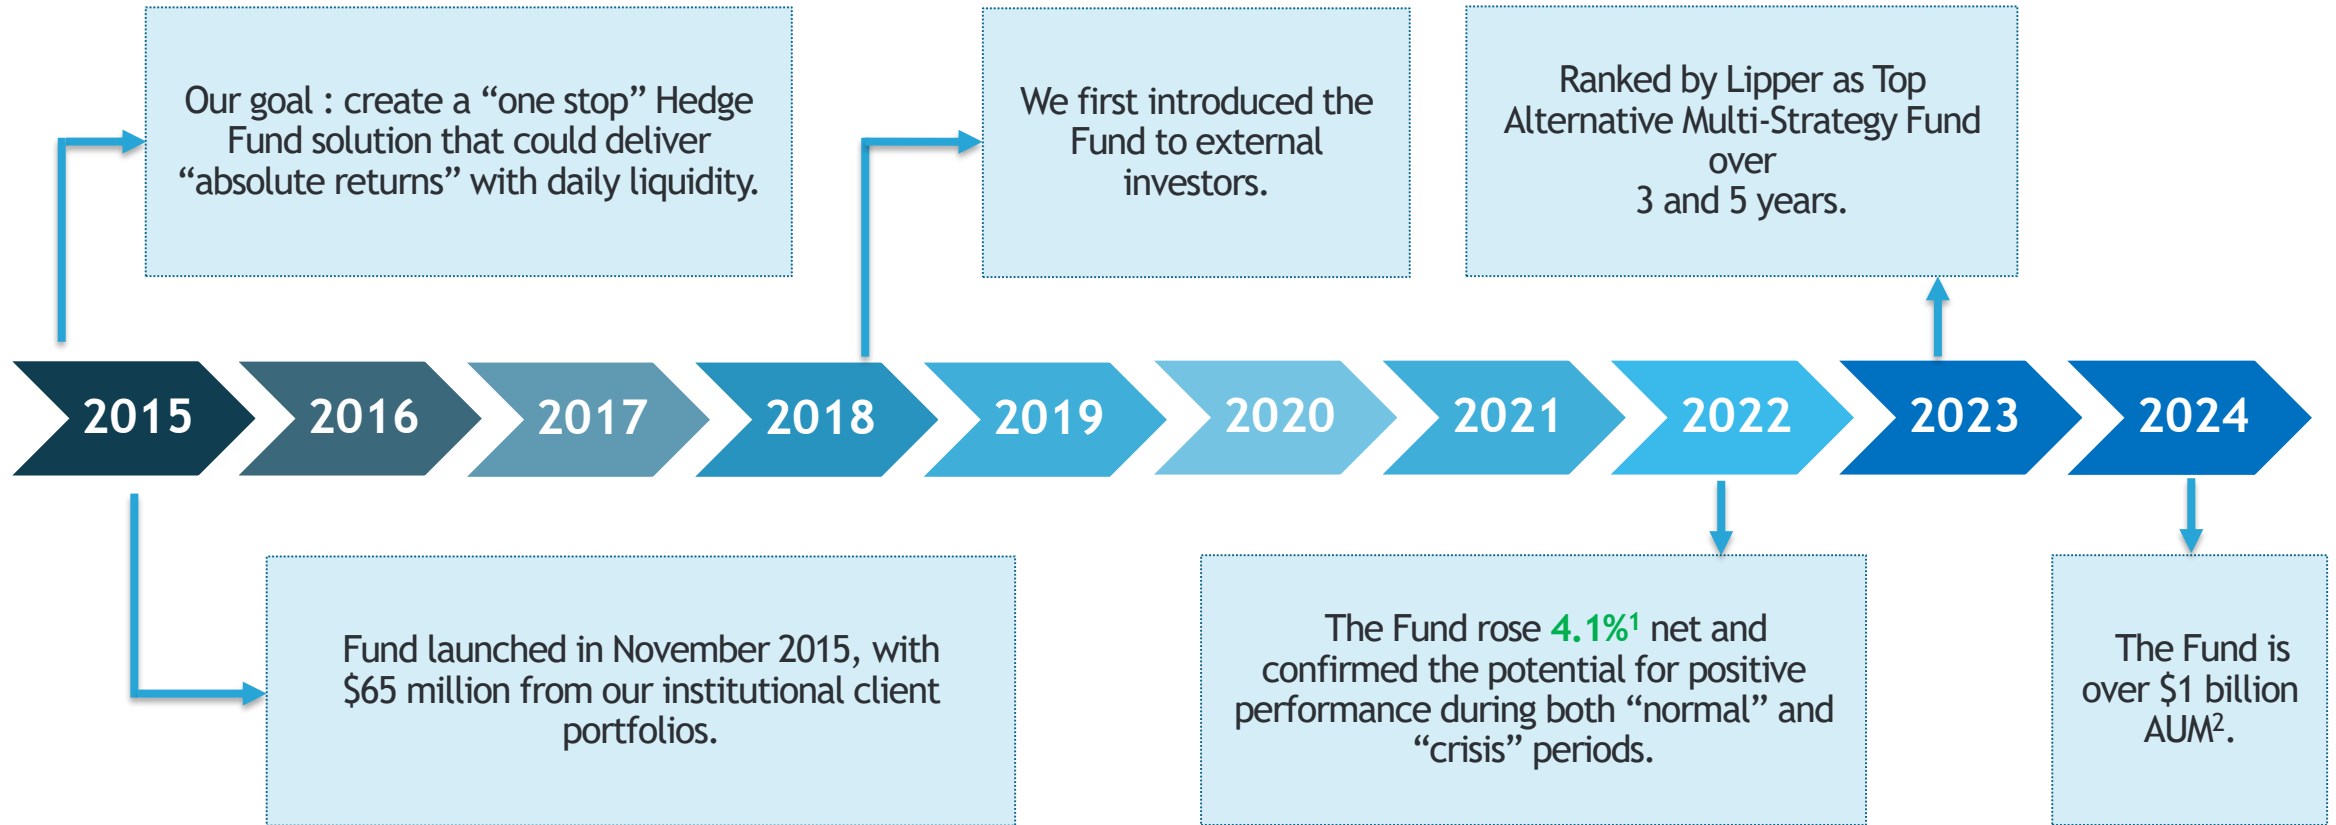 Our goal : create a “one stop” Hedge
Fund solution that could deliver
“absolute returns” with daily liquidity.
We first introduced the
Fund to external
investors.
Ranked by Lipper as Top
Alternative Multi-Strategy Fund
over
3 and 5 years.
2015
2016
2017
2018
2019
2020
2021
2022
2023
2024
Fund launched in November 2015, with
$65 million from our institutional client
portfolios.
The Fund rose 4.1%¹ net and
confirmed the potential for positive
performance during both “normal” and
“crisis” periods.
The Fund is
over $1 billion
AUM².